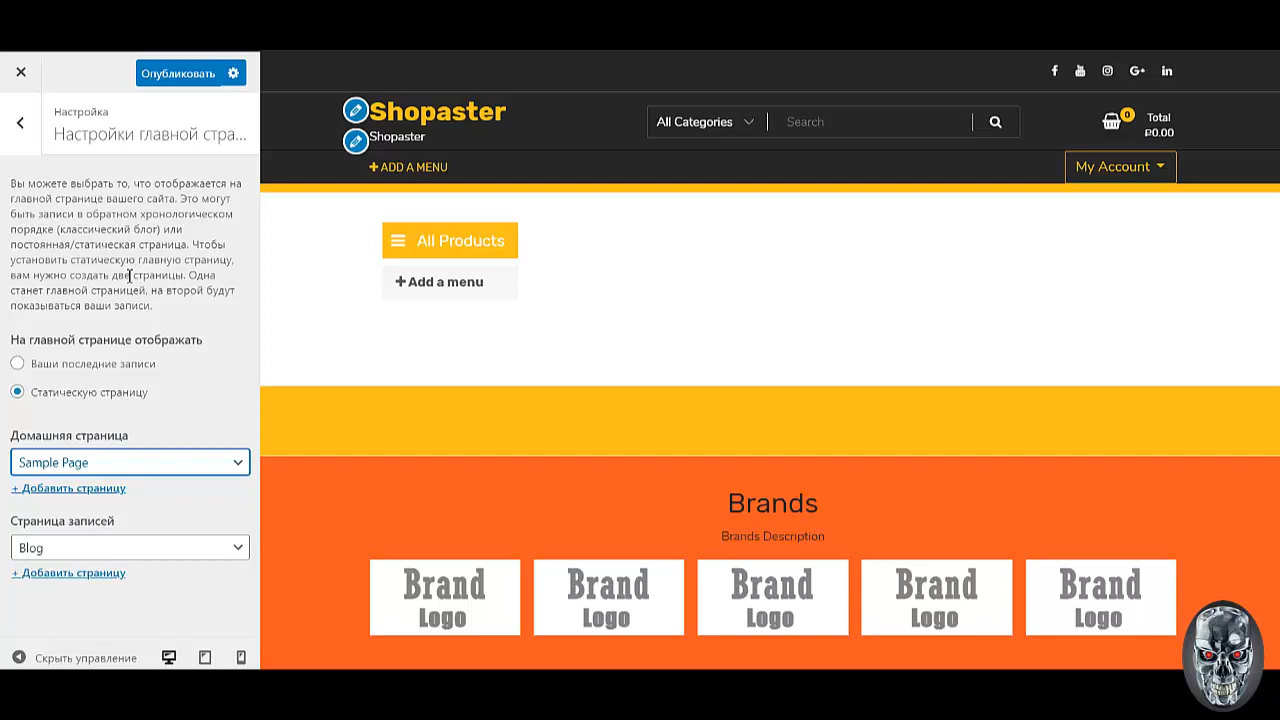 Опубликовать
Настройка
Настройки главной стра...
Вы можете выбрать то, что отображается на
главной странице вашего сайта. Это могут
быть записи в обратном хронологическом
порядке (классический блог) или
постоянная/статическая страница. Чтобы
установить статическую главную страницу,
вам нужно создать две страницы. Одна
станет главной страницей, на второй будут
показываться ваши записи.
На главной странице отображать
Ваши последние записи
Статическую страницу
Домашняя страница
Sample Page
+ Добавить страницу
Страница записей
Blog
+ Добавить страницу
Скрыть управление
Shopaster
Shopaster
All Categories
Search
0
Total
₽0.00
ADD A MENU
My Account
All Products
Add a menu
Brands
Brands Description
Brand
Logo
Brand
Logo
Brand
Logo
Brand
Logo
Brand
Logo